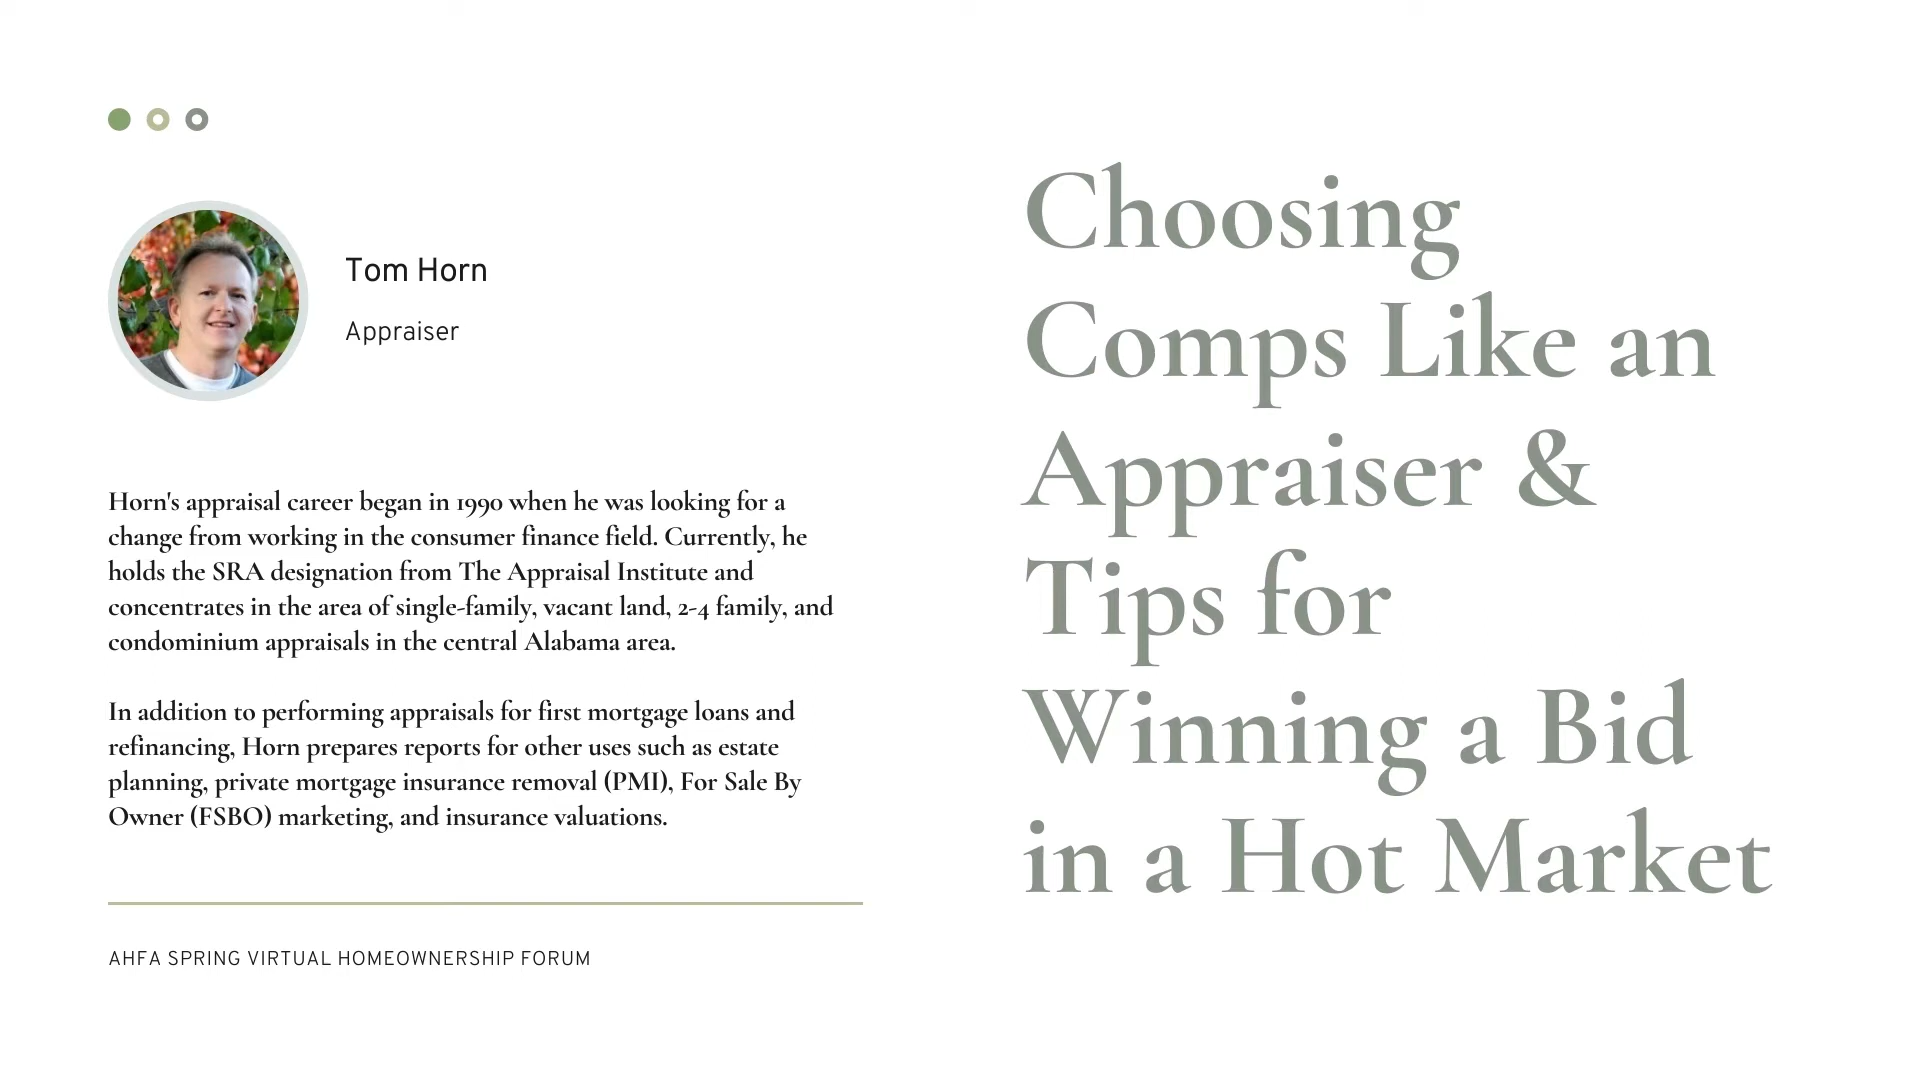 Tom Horn
Appraiser
Horn's appraisal career began in 1990 when he was looking for a
change from working in the consumer finance field. Currently, he
holds the SRA designation from The Appraisal Institute and
concentrates in the area of single-family, vacant land, 2-4 family, and
condominium appraisals in the central Alabama area.
In addition to performing appraisals for first mortgage loans and
refinancing, Horn prepares reports for other uses such as estate
planning, private mortgage insurance removal (PMI), For Sale By
Owner (FSBO) marketing, and insurance valuations.
AHFA SPRING VIRTUAL HOMEOWNERSHIP FORUM
Choosing
Comps Like an
Appraiser &
Tips for
Winning a Bid
in a Hot Market